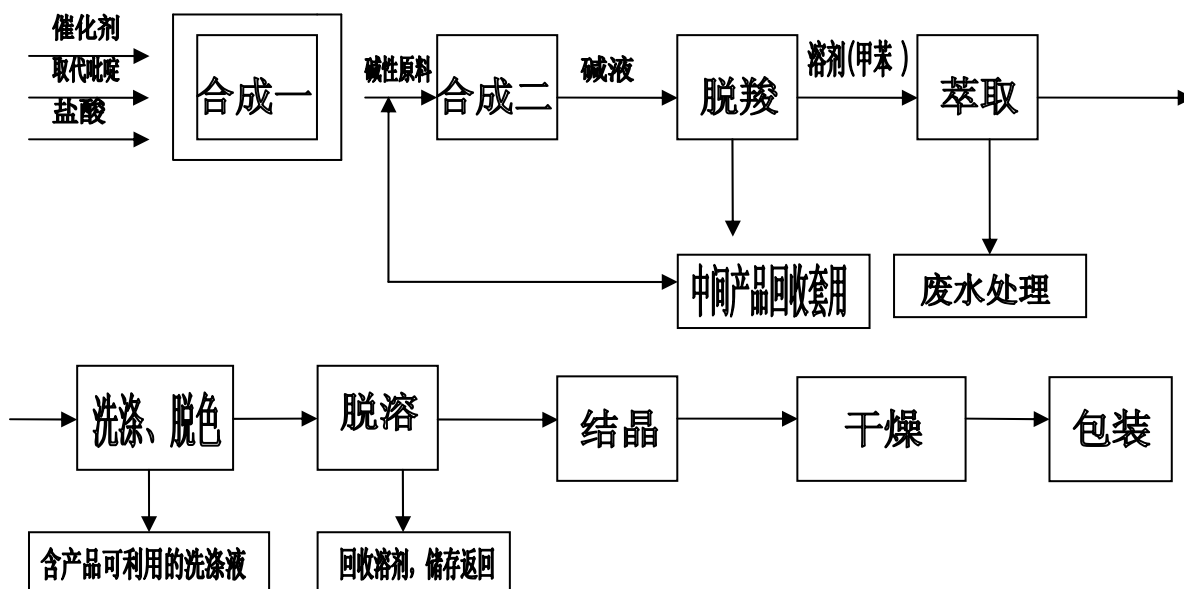 催化剂
取代吡啶
盐酸
合成一
碱性原料
合成二
碱液
脱羧
溶剂(甲苯 )
萃取
中间产品回收套用
废水处理
洗涤、脱色
脱溶
结晶
干燥
包装
含产品可利用的洗涤液
回收溶剂，储存返回